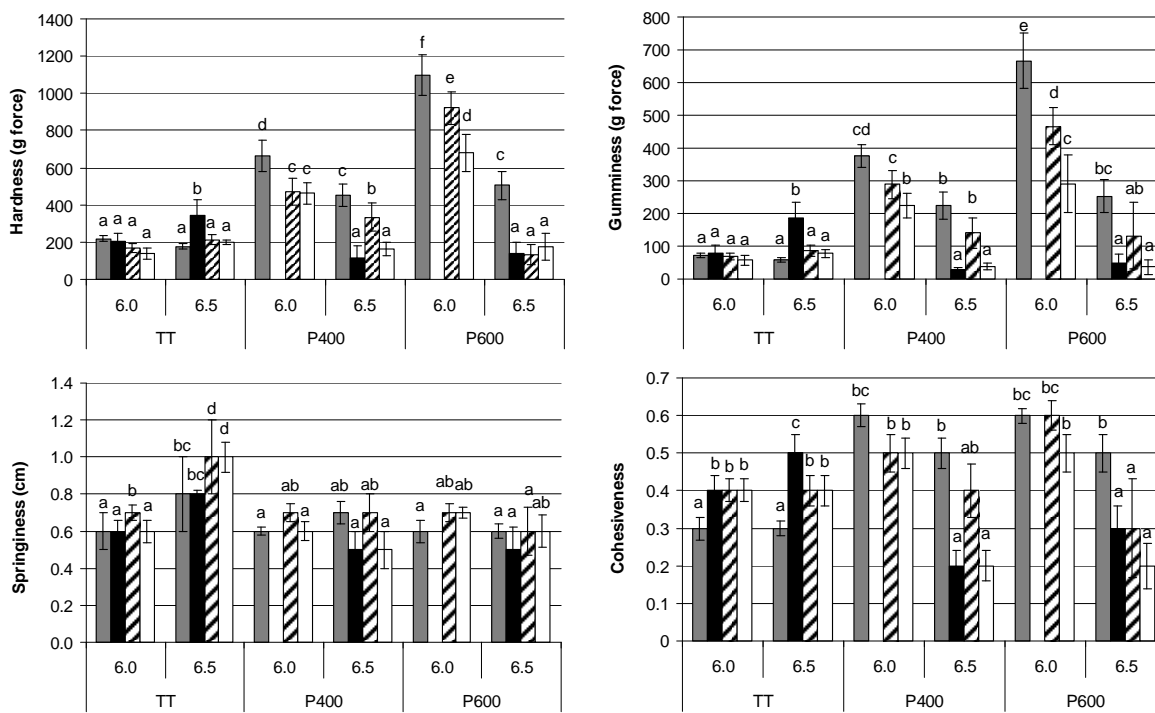 Hardness (g force)
1400
1200
1000
800
600
400
200
0
a a a a
a b a a
d c c
c a b a
f e d
c a a a
6.0 6.5 6.0 6.5 6.0 6.5
TT P400 P600
Gumminess (g force)
800
700
600
500
400
300
200
100
0
a a a a
a b a a
cd c b
b a b a
e d c
bc a ab a
6.0 6.5 6.0 6.5 6.0 6.5
TT P400 P600
Springiness (cm)
1.4
1.2
1.0
0.8
0.6
0.4
0.2
0.0
a a b a
bc bc d d
a ab a
ab a ab a
a ab ab
a a a ab
6.0 6.5 6.0 6.5 6.0 6.5
TT P400 P600
Cohesiveness
0.7
0.6
0.5
0.4
0.3
0.2
0.1
0
a b b b
a c b b
bc b b
b a ab a
bc bc b
b a a a
6.0 6.5 6.0 6.5 6.0 6.5
TT P400 P600